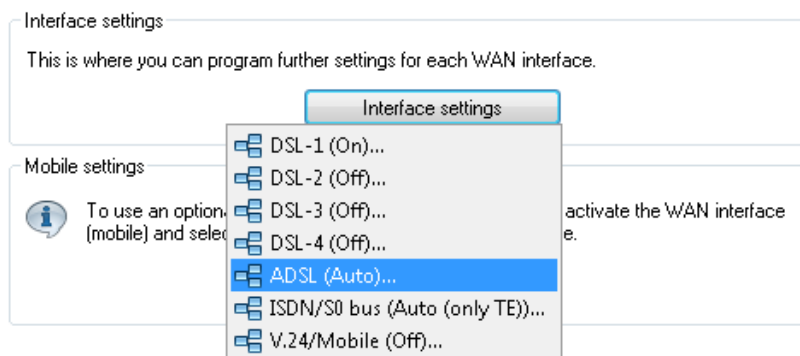 Interface settings
This is where you can program further settings for each WAN interface.
Interface settings
DSL-1 (On)...
DSL-2 (Off)...
DSL-3 (Off)...
DSL-4 (Off)...
ADSL (Auto)...
ISDN/S0 bus (Auto (only TE))...
V.24/Mobile (Off)...
Mobile settings
To use an activate the WAN interface
(mobile) and